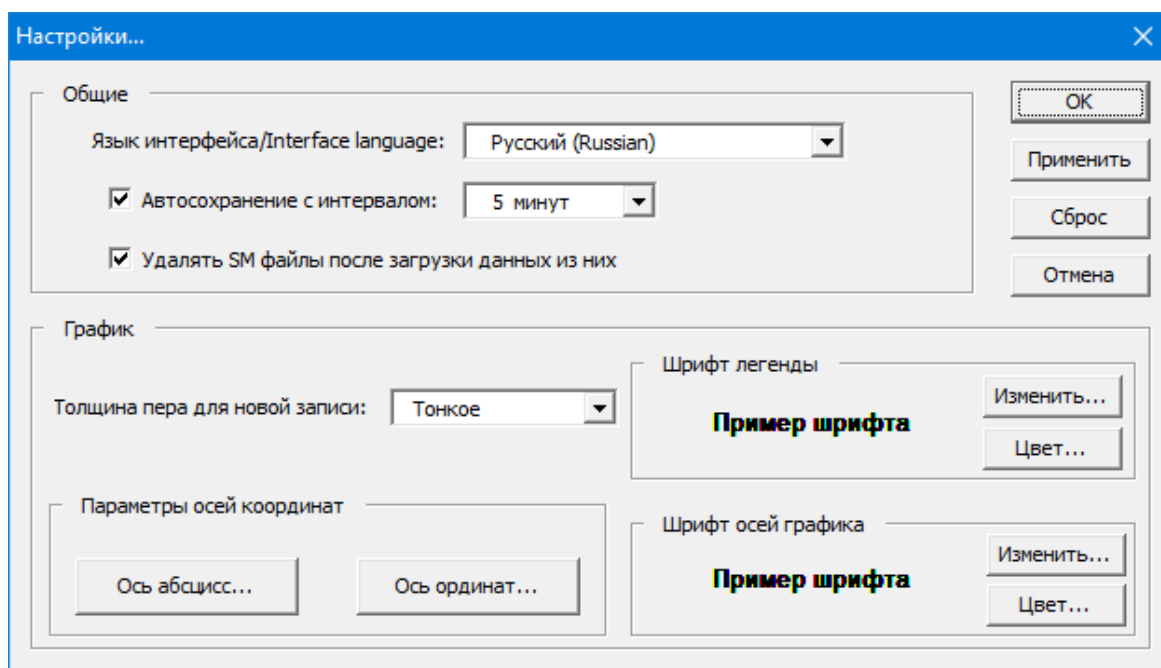 Настройки...
Общие
Язык интерфейса/Interface language: Русский (Russian)
Автосохранение с интервалом: 5 минут
Удалять SM файлы после загрузки данных из них
OK
Применить
Сброс
Отмена
График
Толщина пера для новой записи: Тонкое
Шрифт легенды
Пример шрифта
Изменить...
Цвет...
Параметры осей координат
Ось абсцисс...
Ось ординат...
Шрифт осей графика
Пример шрифта
Изменить...
Цвет...